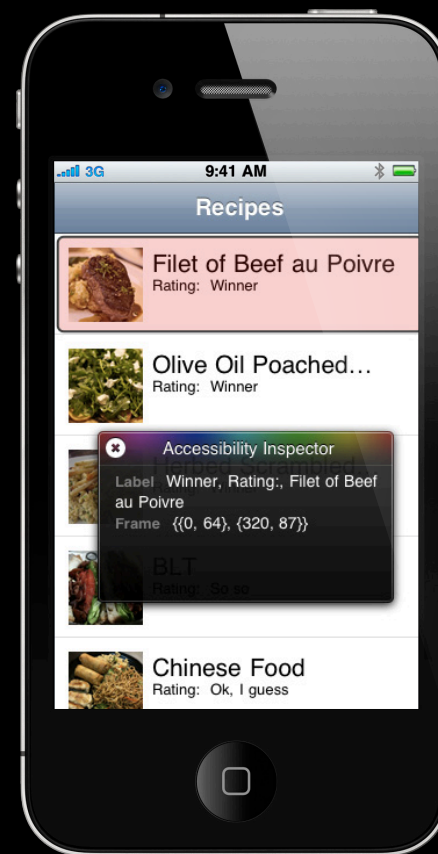 3G 9:41 AM
Recipes
Filet of Beef au Poivre
Rating: Winner
Olive Oil Poached…
Rating: Winner
Accessibility Inspector
Herbed Scrambled…
Label Winner, Rating:, Filet of Beef
au Poivre
Frame {{0, 64}, {320, 87}}
BLT
Rating: So so
Chinese Food
Rating: Ok, I guess